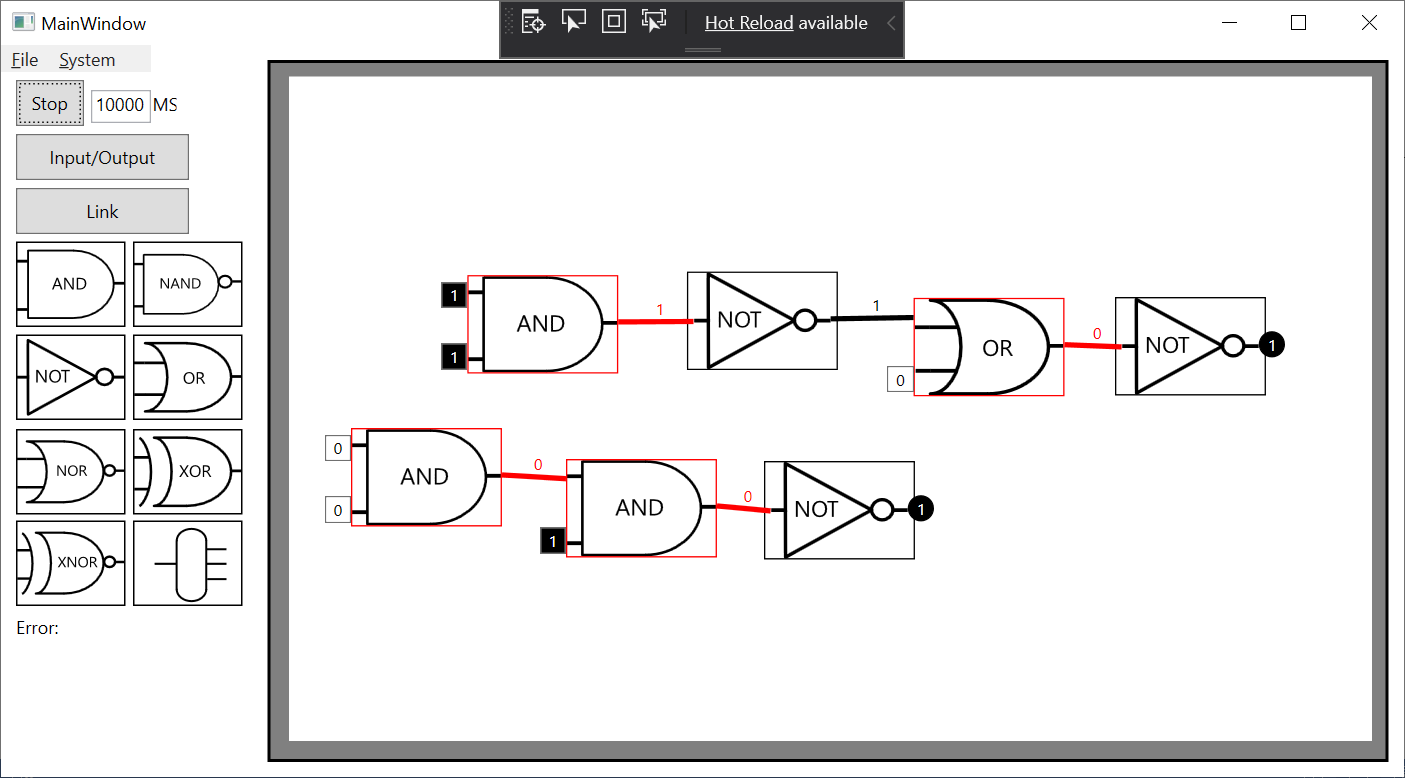 MainWindow
Hot Reload available
File System
Stop 10000 MS
Input/Output
Link
AND NAND
NOT OR
NOR XOR
XNOR
Error:
1 AND 1 NOT 1 OR 0 NOT 1
1 0
0 AND 0 AND 0 NOT 1
0 1